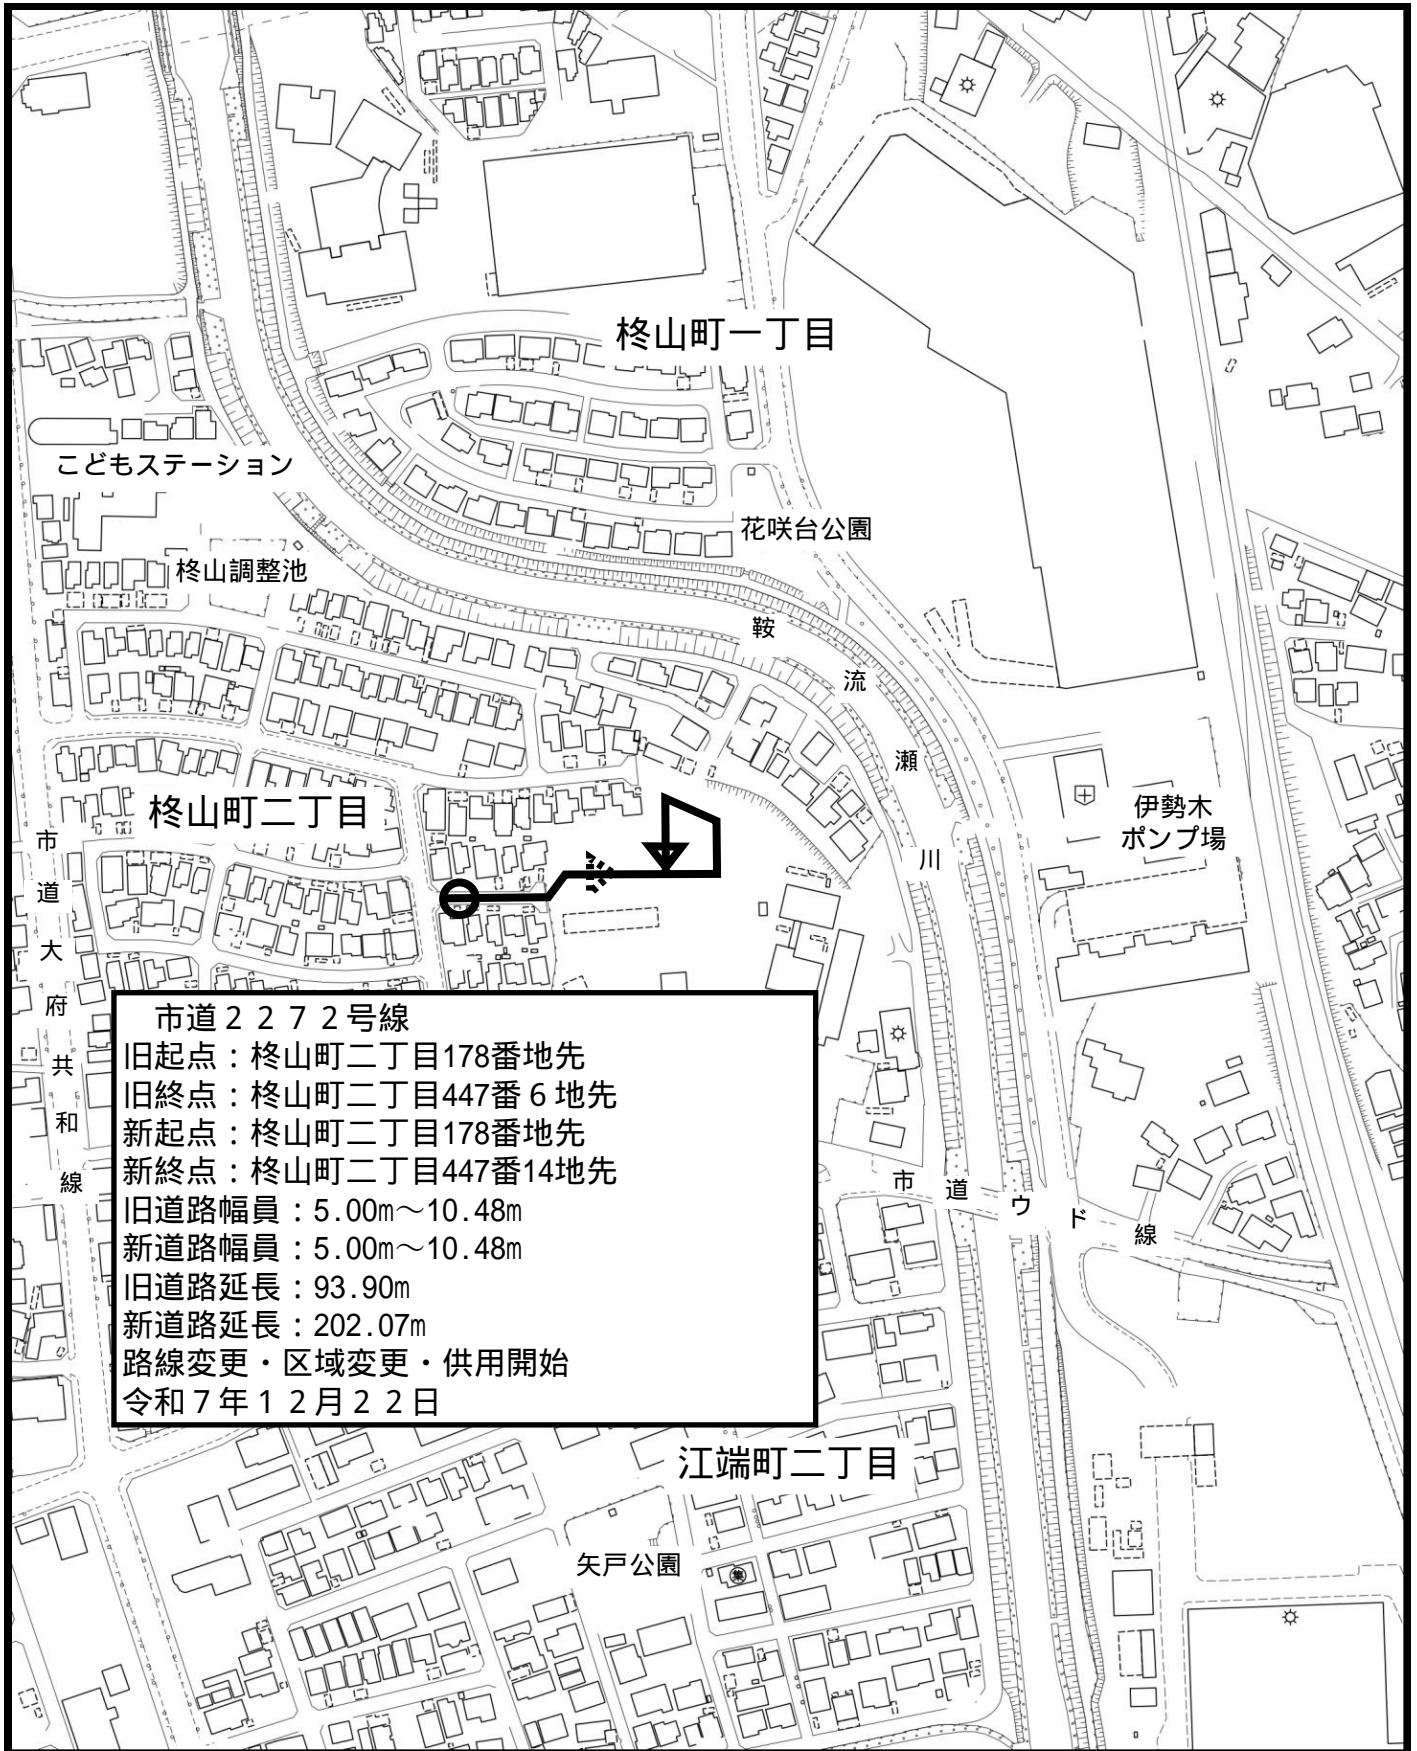 柊山町一丁目
こどもステーション
花咲台公園
柊山調整池
鞍流瀬川
柊山町二丁目
伊勢木
ポンプ場
市道大府共和線
市道2272号線
旧起点：柊山町二丁目178番地先
旧終点：柊山町二丁目447番6地先
新起点：柊山町二丁目178番地先
新終点：柊山町二丁目447番14地先
旧道路幅員：5.00m～10.48m
新道路幅員：5.00m～10.48m
旧道路延長：93.90m
新道路延長：202.07m
路線変更・区域変更・供用開始
令和7年12月22日
市道ウド線
江端町二丁目
矢戸公園
集